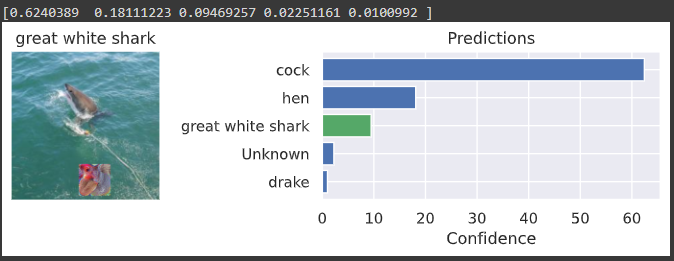 [0.6240389  0.18111223 0.09469257 0.02251161 0.0100992 ]
great white shark
Predictions
cock
hen
great white shark
Unknown
drake
0 10 20 30 40 50 60
Confidence